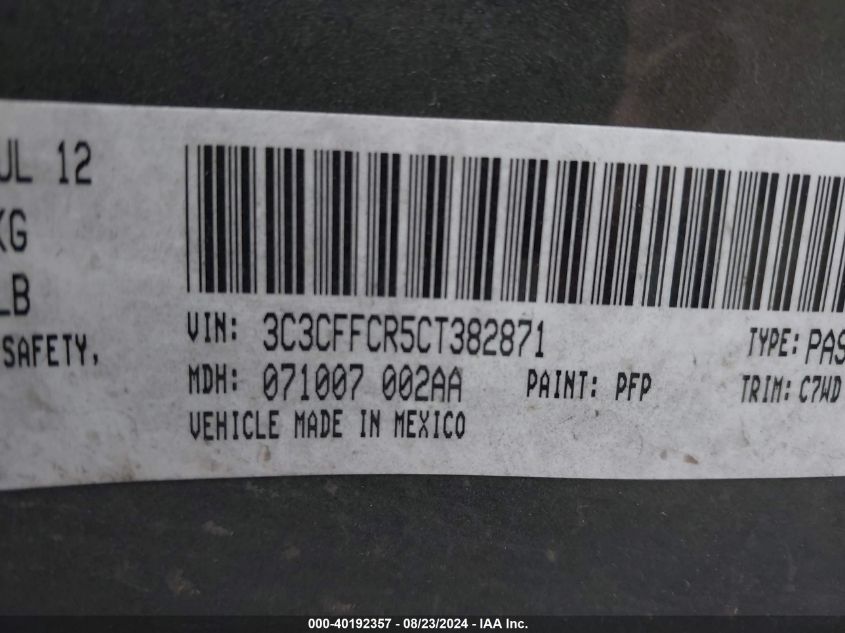 UL 12
KG
LB
SAFETY.
VIN: 3C3CFFCR5CT382871
TYPE: PAS
MDH: 071007 002AA
PAINT: PFP
TRIM: C7WD
VEHICLE MADE IN MEXICO
000-40192357 - 08/23/2024 - IAA Inc.